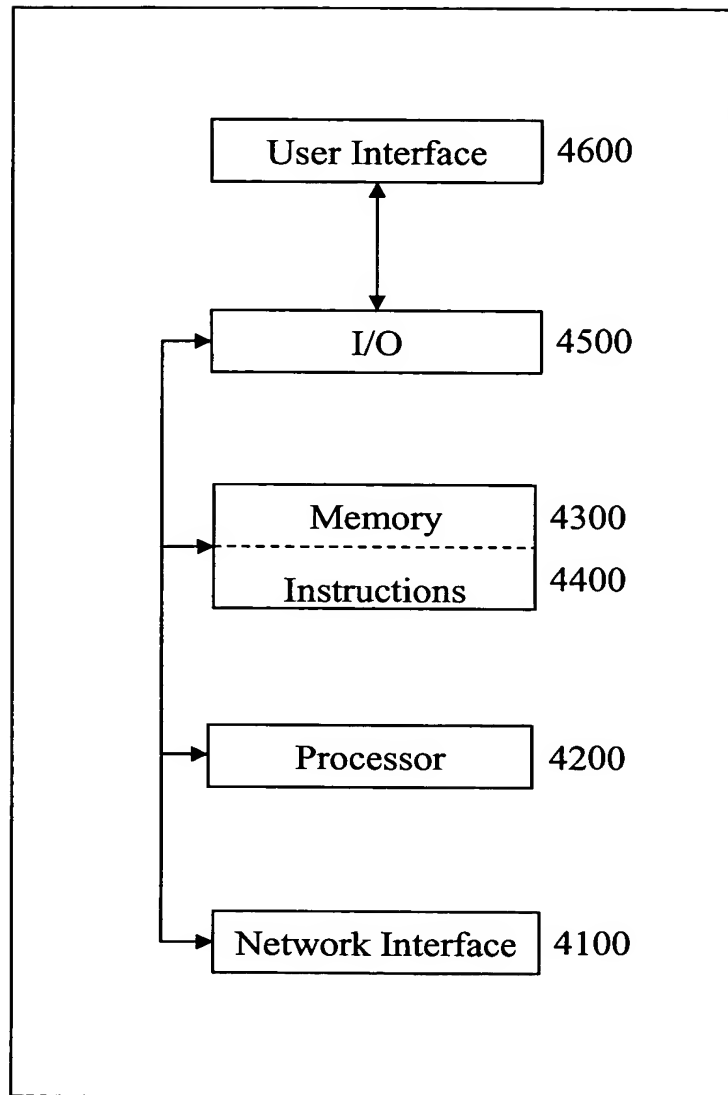 User Interface 4600
I/O 4500
Memory 4300
Instructions 4400
Processor 4200
Network Interface 4100